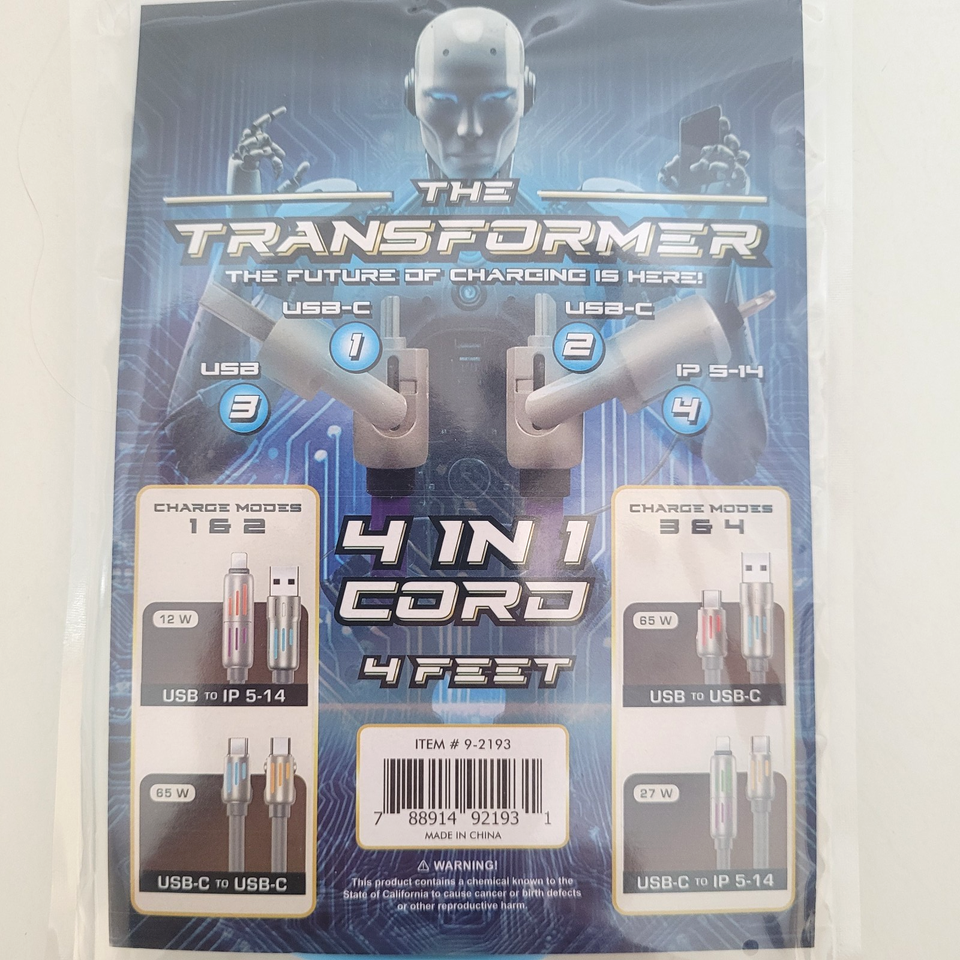 THE
TRANSFORMER
THE FUTURE OF CHARGING IS HERE!
USB-C
1
USB-C
2
USB
3
IP 5-14
4
CHARGE MODES
1 & 2
12 W
USB TO IP 5-14
65 W
USB-C TO USB-C
4 IN 1
CORD
4 FEET
ITEM # 9-2193
7 88914 92193 1
MADE IN CHINA
⚠ WARNING!
This product contains a chemical known to the
State of California to cause cancer or birth defects
or other reproductive harm.
CHARGE MODES
3 & 4
65 W
USB TO USB-C
27 W
USB-C TO IP 5-14